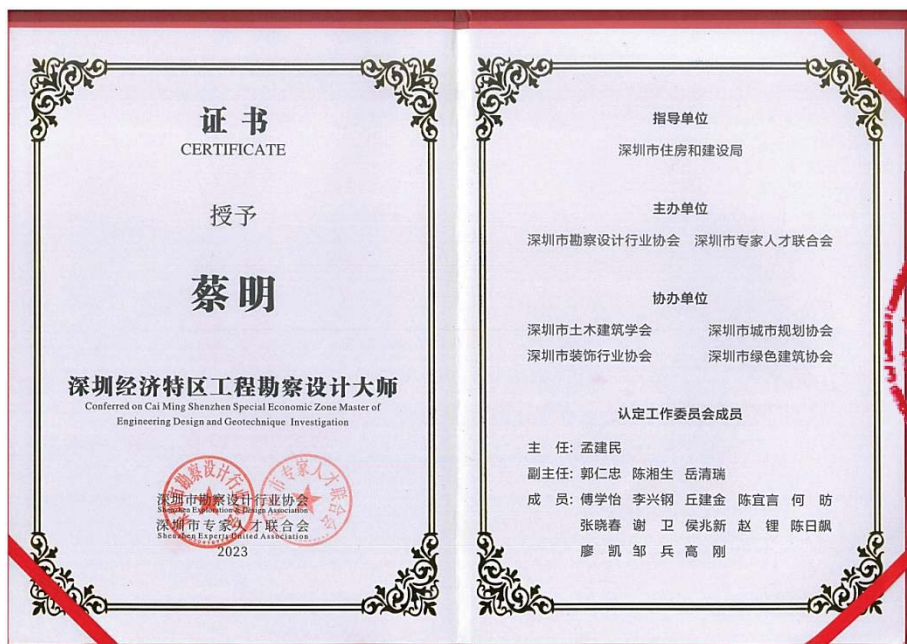 证书
CERTIFICATE
授予
蔡明
深圳经济特区工程勘察设计大师
Conferred on Cai Ming Shenzhen Special Economic Zone Master of
Engineering Design and Geotechnique Investigation
深圳市勘察设计行业协会
Shenzhen Exploration & Design Association
深圳市专家人才联合会
Shenzhen Experts United Association
2023
指导单位
深圳市住房和建设局
主办单位
深圳市勘察设计行业协会 深圳市专家人才联合会
协办单位
深圳市土木建筑学会 深圳市城市规划协会
深圳市装饰行业协会 深圳市绿色建筑协会
认定工作委员会成员
主 任: 孟建民
副主任: 郭仁忠 陈湘生 岳清瑞
成 员: 傅学怡 李兴钢 丘建金 陈宜言 何 昉
张晓春 谢 卫 侯兆新 赵 锂 陈日飙
廖 凯 邹 兵 高 刚